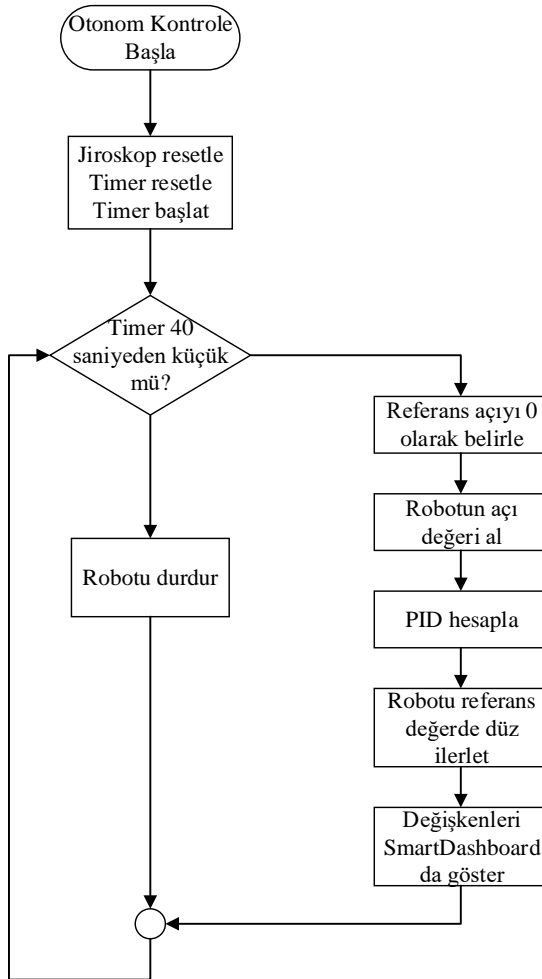 Otonom Kontrole
Başla
Jiroskop resetle
Timer resetle
Timer başlat
Timer 40
saniyeden küçük
mü?
Referans açıyı 0
olarak belirle
Robotun açı
değeri al
Robotu durdur
PID hesapla
Robotu referans
değerde düz
ilerlet
Değişkenleri
SmartDashboard
da göster